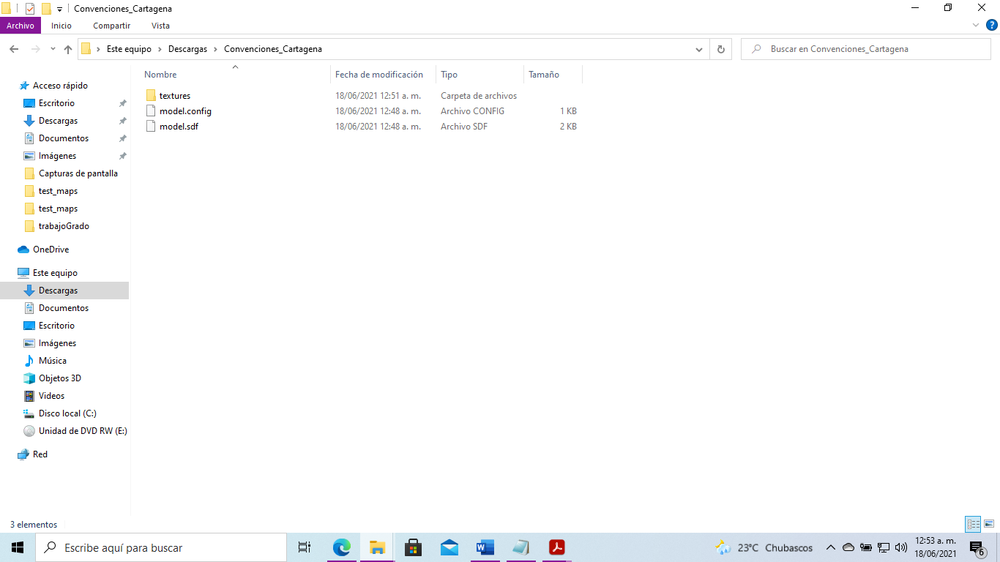 Convenciones_Cartagena
Archivo Inicio Compartir Vista
Este equipo Descargas Convenciones_Cartagena
Buscar en Convenciones_Cartagena
Nombre Fecha de modificación Tipo Tamaño
textures 18/06/2021 12:51 a. m. Carpeta de archivos
model.config 18/06/2021 12:48 a. m. Archivo CONFIG 1 KB
model.sdf 18/06/2021 12:48 a. m. Archivo SDF 2 KB
Acceso rápido
Escritorio
Descargas
Documentos
Imágenes
Capturas de pantalla
test_maps
test_maps
trabajoGrado
OneDrive
Este equipo
Descargas
Documentos
Escritorio
Imágenes
Música
Objetos 3D
Videos
Disco local (C:)
Unidad de DVD RW (E:)
Red
3 elementos
Escribe aquí para buscar
23°C Chubascos
12:53 a. m.
18/06/2021
6